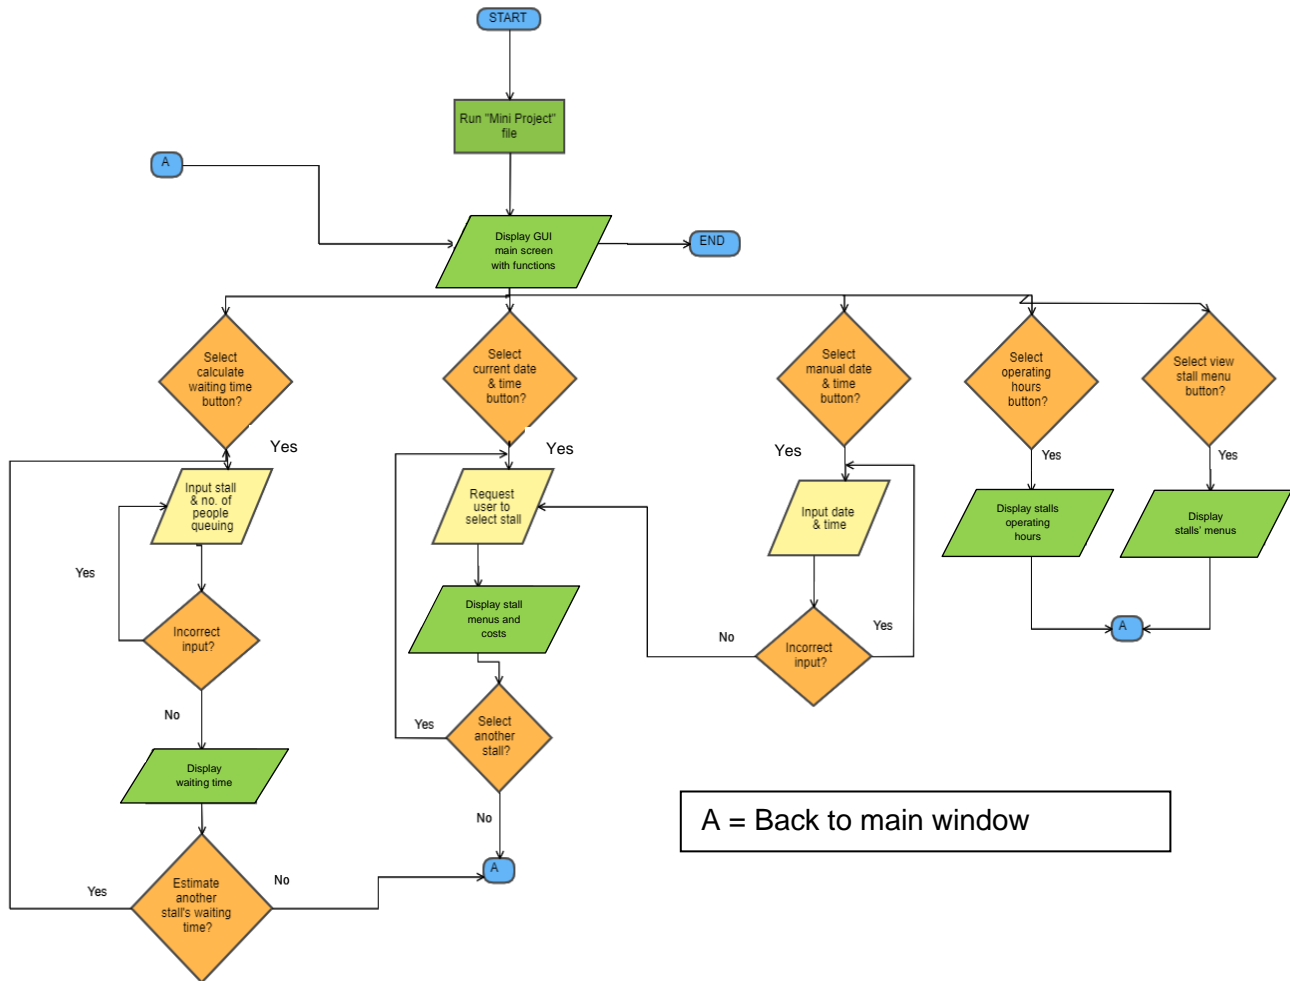 START
Run "Mini Project"
file
A
Display GUI
main screen
with functions
END
Select
calculate
waiting time
button?
Select
current date
& time
button?
Select
manual date
& time
button?
Select
operating
hours
button?
Select view
stall menu
button?
Yes
Yes
Yes
Yes
Yes
Input stall
& no. of
people
queuing
Request
user to
select stall
Input date
& time
Display stalls
operating
hours
Display
stalls' menus
Yes
Incorrect
input?
Display stall
menus and
costs
No
Incorrect
input?
Yes
A
No
Yes
Select
another
stall?
Display
waiting time
No
A = Back to main window
Yes
Estimate
another
stall's waiting
time?
No
A